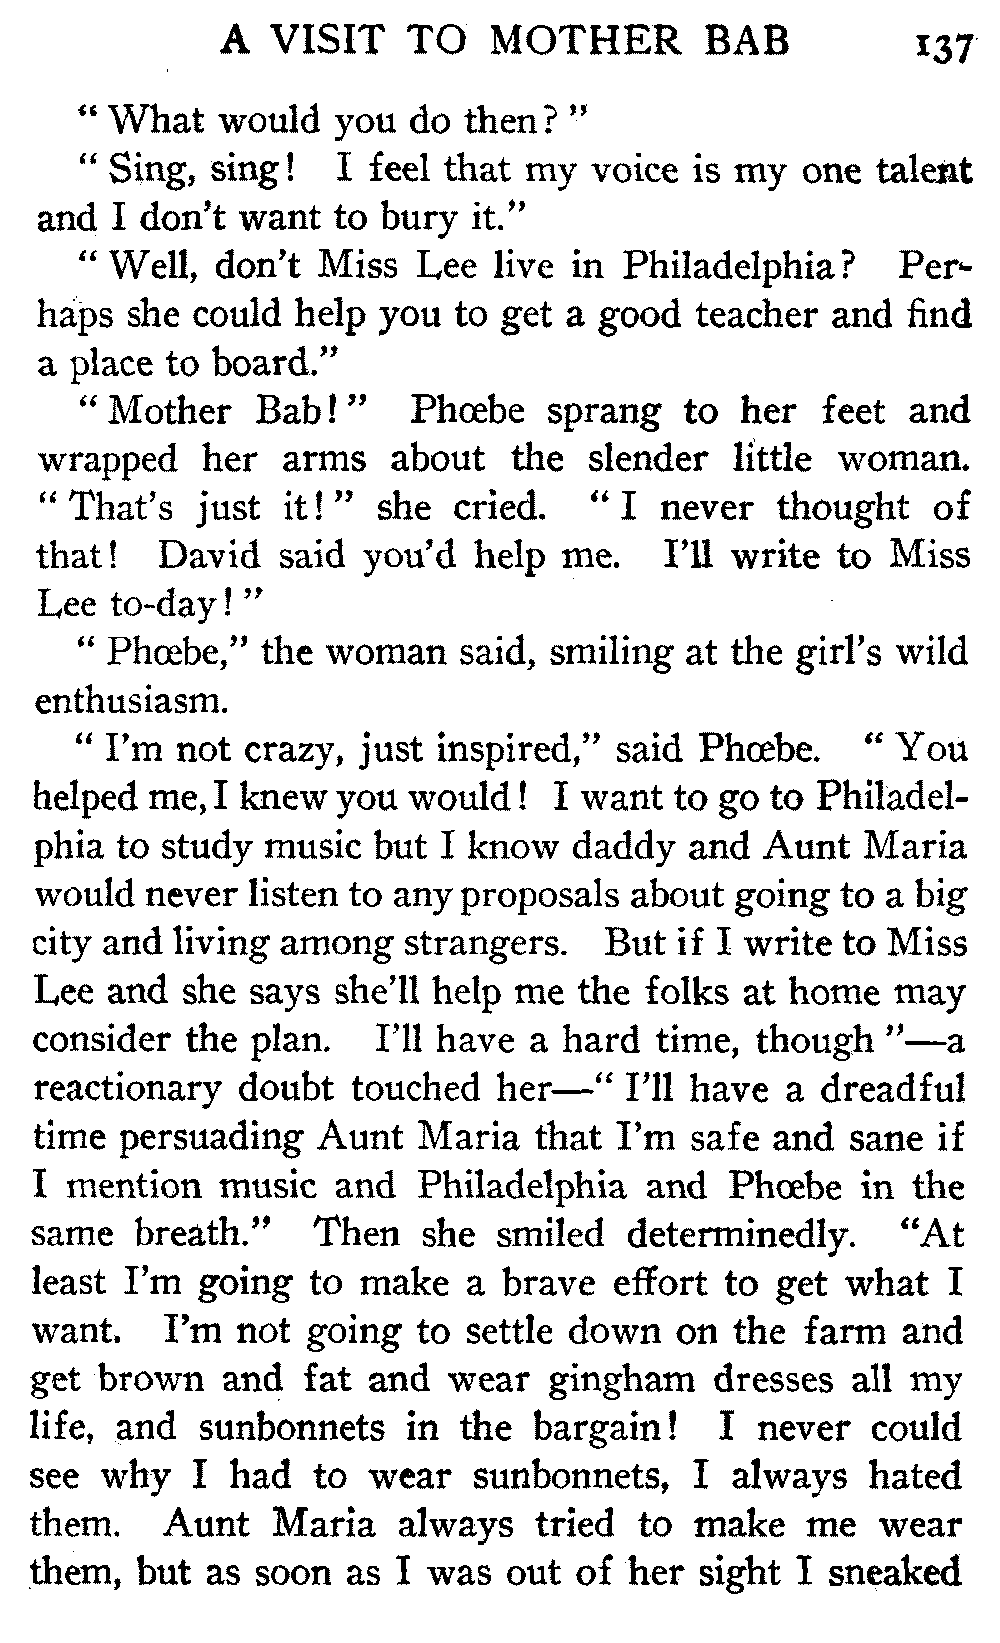 A VISIT TO MOTHER BAB 137
" What would you do then? "
" Sing, sing! I feel that my voice is my one talent
and I don't want to bury it."
" Well, don't Miss Lee live in Philadelphia? Per-
haps she could help you to get a good teacher and find
a place to board."
" Mother Bab! " Phœbe sprang to her feet and
wrapped her arms about the slender little woman.
" That's just it! " she cried. " I never thought of
that! David said you'd help me. I'll write to Miss
Lee to-day! "
" Phœbe," the woman said, smiling at the girl's wild
enthusiasm.
" I'm not crazy, just inspired," said Phœbe. " You
helped me, I knew you would! I want to go to Philadel-
phia to study music but I know daddy and Aunt Maria
would never listen to any proposals about going to a big
city and living among strangers. But if I write to Miss
Lee and she says she'll help me the folks at home may
consider the plan. I'll have a hard time, though "—a
reactionary doubt touched her—" I'll have a dreadful
time persuading Aunt Maria that I'm safe and sane if
I mention music and Philadelphia and Phœbe in the
same breath." Then she smiled determinedly. "At
least I'm going to make a brave effort to get what I
want. I'm not going to settle down on the farm and
get brown and fat and wear gingham dresses all my
life, and sunbonnets in the bargain! I never could
see why I had to wear sunbonnets, I always hated
them. Aunt Maria always tried to make me wear
them, but as soon as I was out of her sight I sneaked